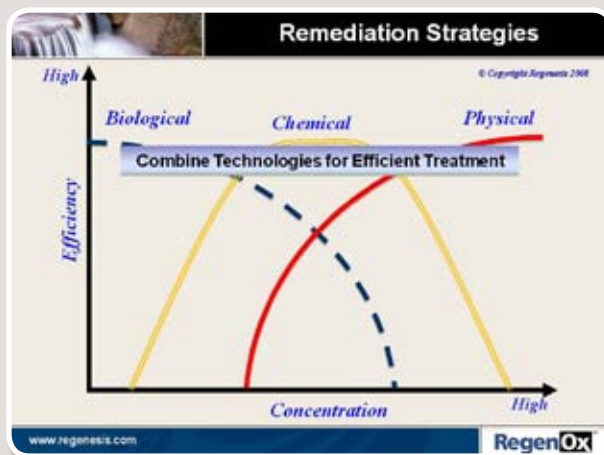 Remediation Strategies
High
© Copyright Regenesis 2008
Biological
Chemical
Physical
Combine Technologies for Efficient Treatment
Efficiency
Concentration
High
www.regenesis.com
RegenOx